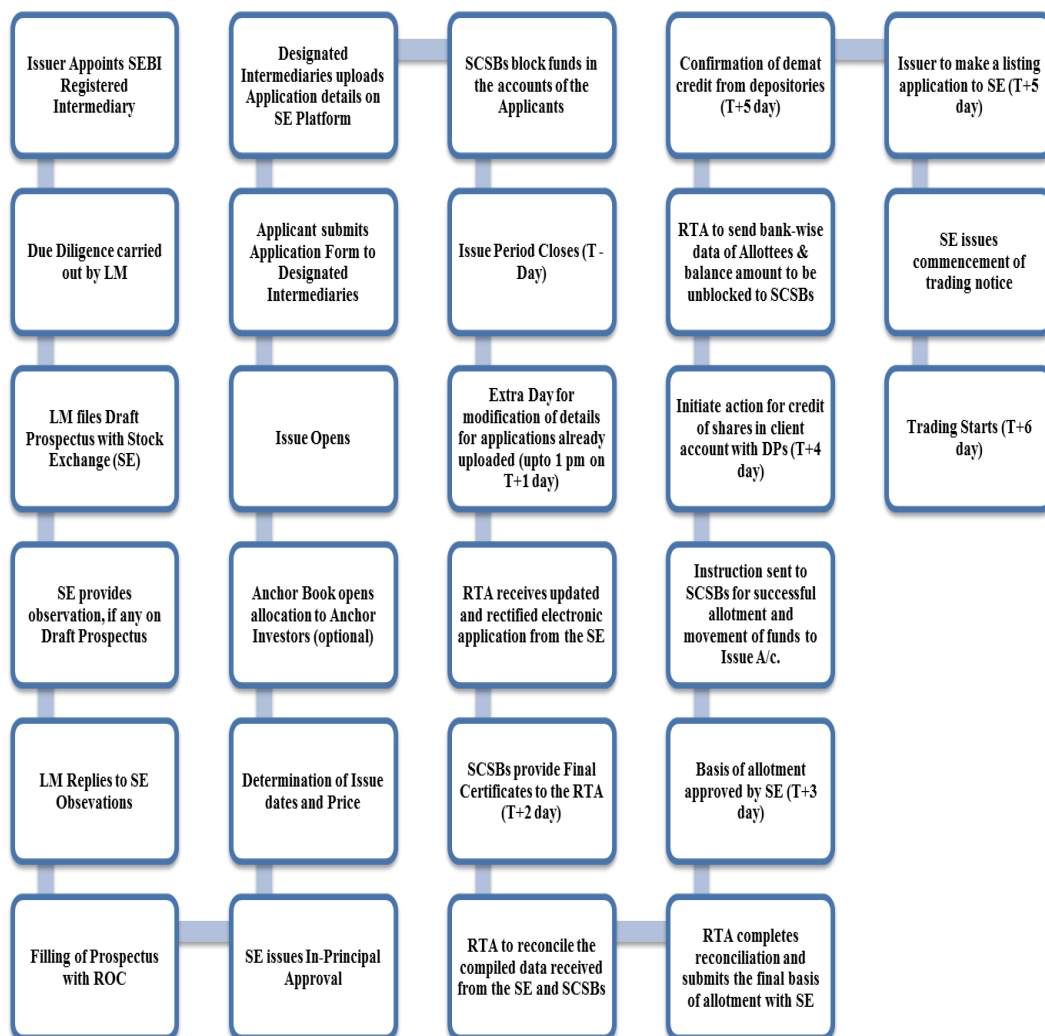 Issuer Appoints SEBI
Registered
Intermediary
Due Diligence carried
out by LM
LM files Draft
Prospectus with Stock
Exchange (SE)
SE provides
observation, if any on
Draft Prospectus
LM Replies to SE
Obsevations
Filling of Prospectus
with ROC
SE issues In-Principal
Approval
Determination of Issue
dates and Price
Anchor Book opens
allocation to Anchor
Investors (optional)
Issue Opens
Applicant submits
Application Form to
Designated
Intermediaries
Designated
Intermediaries uploads
Application details on
SE Platform
SCSBs block funds in
the accounts of the
Applicants
Issue Period Closes (T -
Day)
Extra Day for
modification of details
for applications already
uploaded (upto 1 pm on
T+1 day)
RTA receives updated
and rectified electronic
application from the SE
SCSBs provide Final
Certificates to the RTA
(T+2 day)
RTA to reconcile the
compiled data received
from the SE and SCSBs
RTA completes
reconciliation and
submits the final basis
of allotment with SE
Basis of allotment
approved by SE (T+3
day)
Instruction sent to
SCSBs for successful
allotment and
movement of funds to
Issue A/c.
Initiate action for credit
of shares in client
account with DPs (T+4
day)
RTA to send bank-wise
data of Allottees &
balance amount to be
unblocked to SCSBs
Confirmation of demat
credit from depositories
(T+5 day)
Issuer to make a listing
application to SE (T+5
day)
SE issues
commencement of
trading notice
Trading Starts (T+6
day)